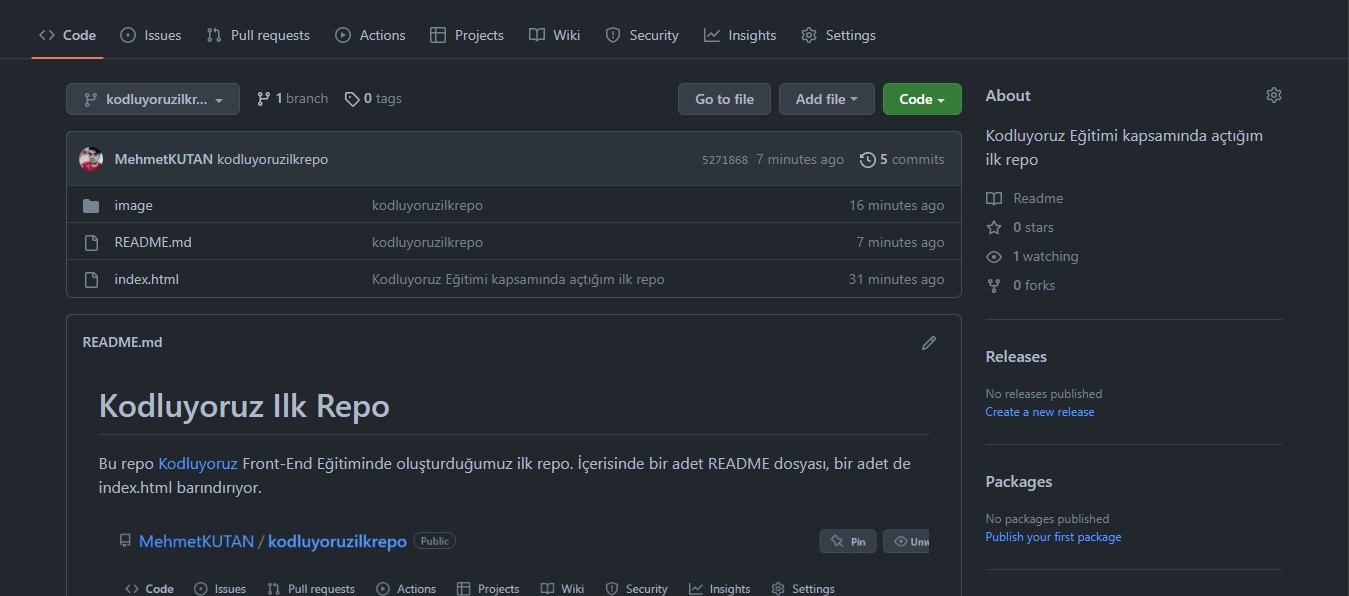 Code Issues Pull requests Actions Projects Wiki Security Insights Settings
kodluyoruzilkr... 1 branch 0 tags Go to file Add file Code
MehmetKUTAN kodluyoruzilkrepo 5271868 7 minutes ago 5 commits
image kodluyoruzilkrepo 16 minutes ago
README.md kodluyoruzilkrepo 7 minutes ago
index.html Kodluyoruz Eğitimi kapsamında açtığım ilk repo 31 minutes ago
README.md
Kodluyoruz Ilk Repo
Bu repo Kodluyoruz Front-End Eğitiminde oluşturduğumuz ilk repo. İçerisinde bir adet README dosyası, bir adet de
index.html barındırıyor.
MehmetKUTAN / kodluyoruzilkrepo Public Pin Unw
Code Issues Pull requests Actions Projects Wiki Security Insights Settings
About
Kodluyoruz Eğitimi kapsamında açtığım
ilk repo
Readme
0 stars
1 watching
0 forks
Releases
No releases published
Create a new release
Packages
No packages published
Publish your first package